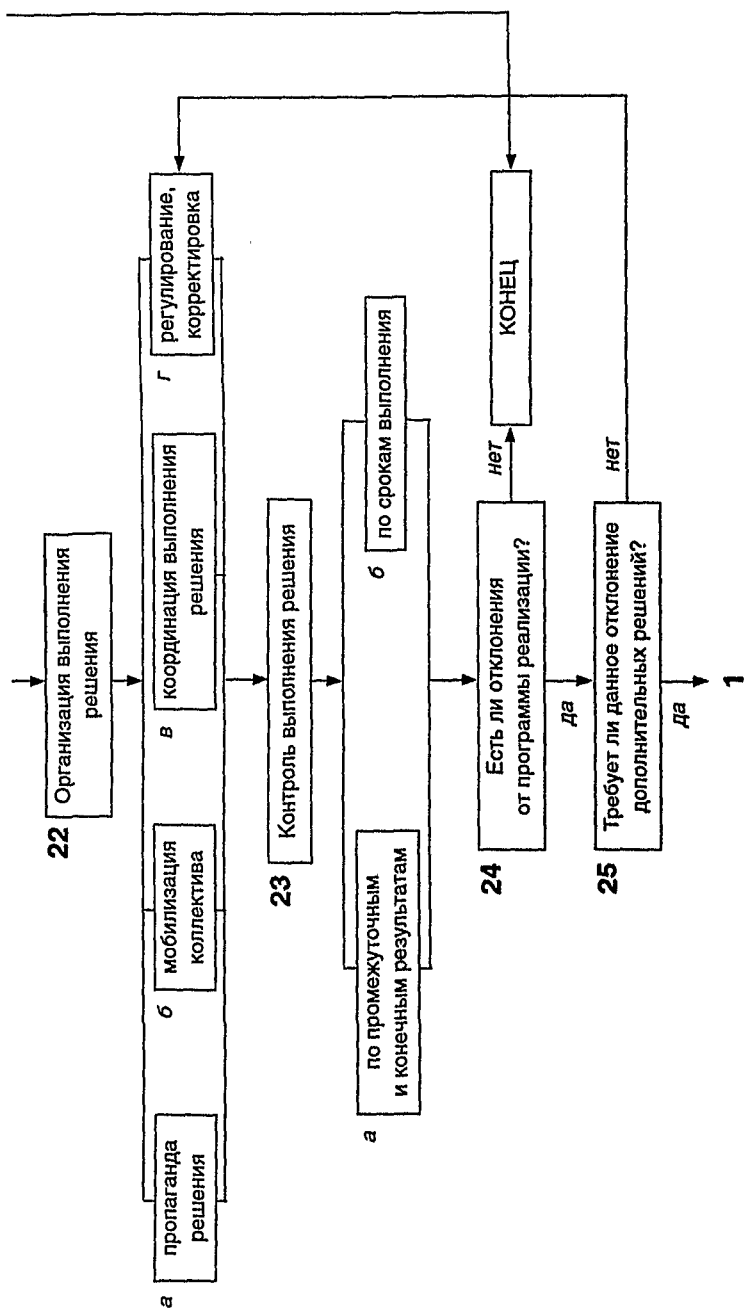 22
Организация выполнения
решения
а
пропаганда
решения
б
мобилизация
коллектива
в
координация выполнения
решения
г
регулирование,
корректировка
23
Контроль выполнения решения
а
по промежуточным
и конечным результатам
б
по срокам выполнения
24
Есть ли отклонения
от программы реализации?
нет
КОНЕЦ
да
25
Требует ли данное отклонение
дополнительных решений?
нет
да
1